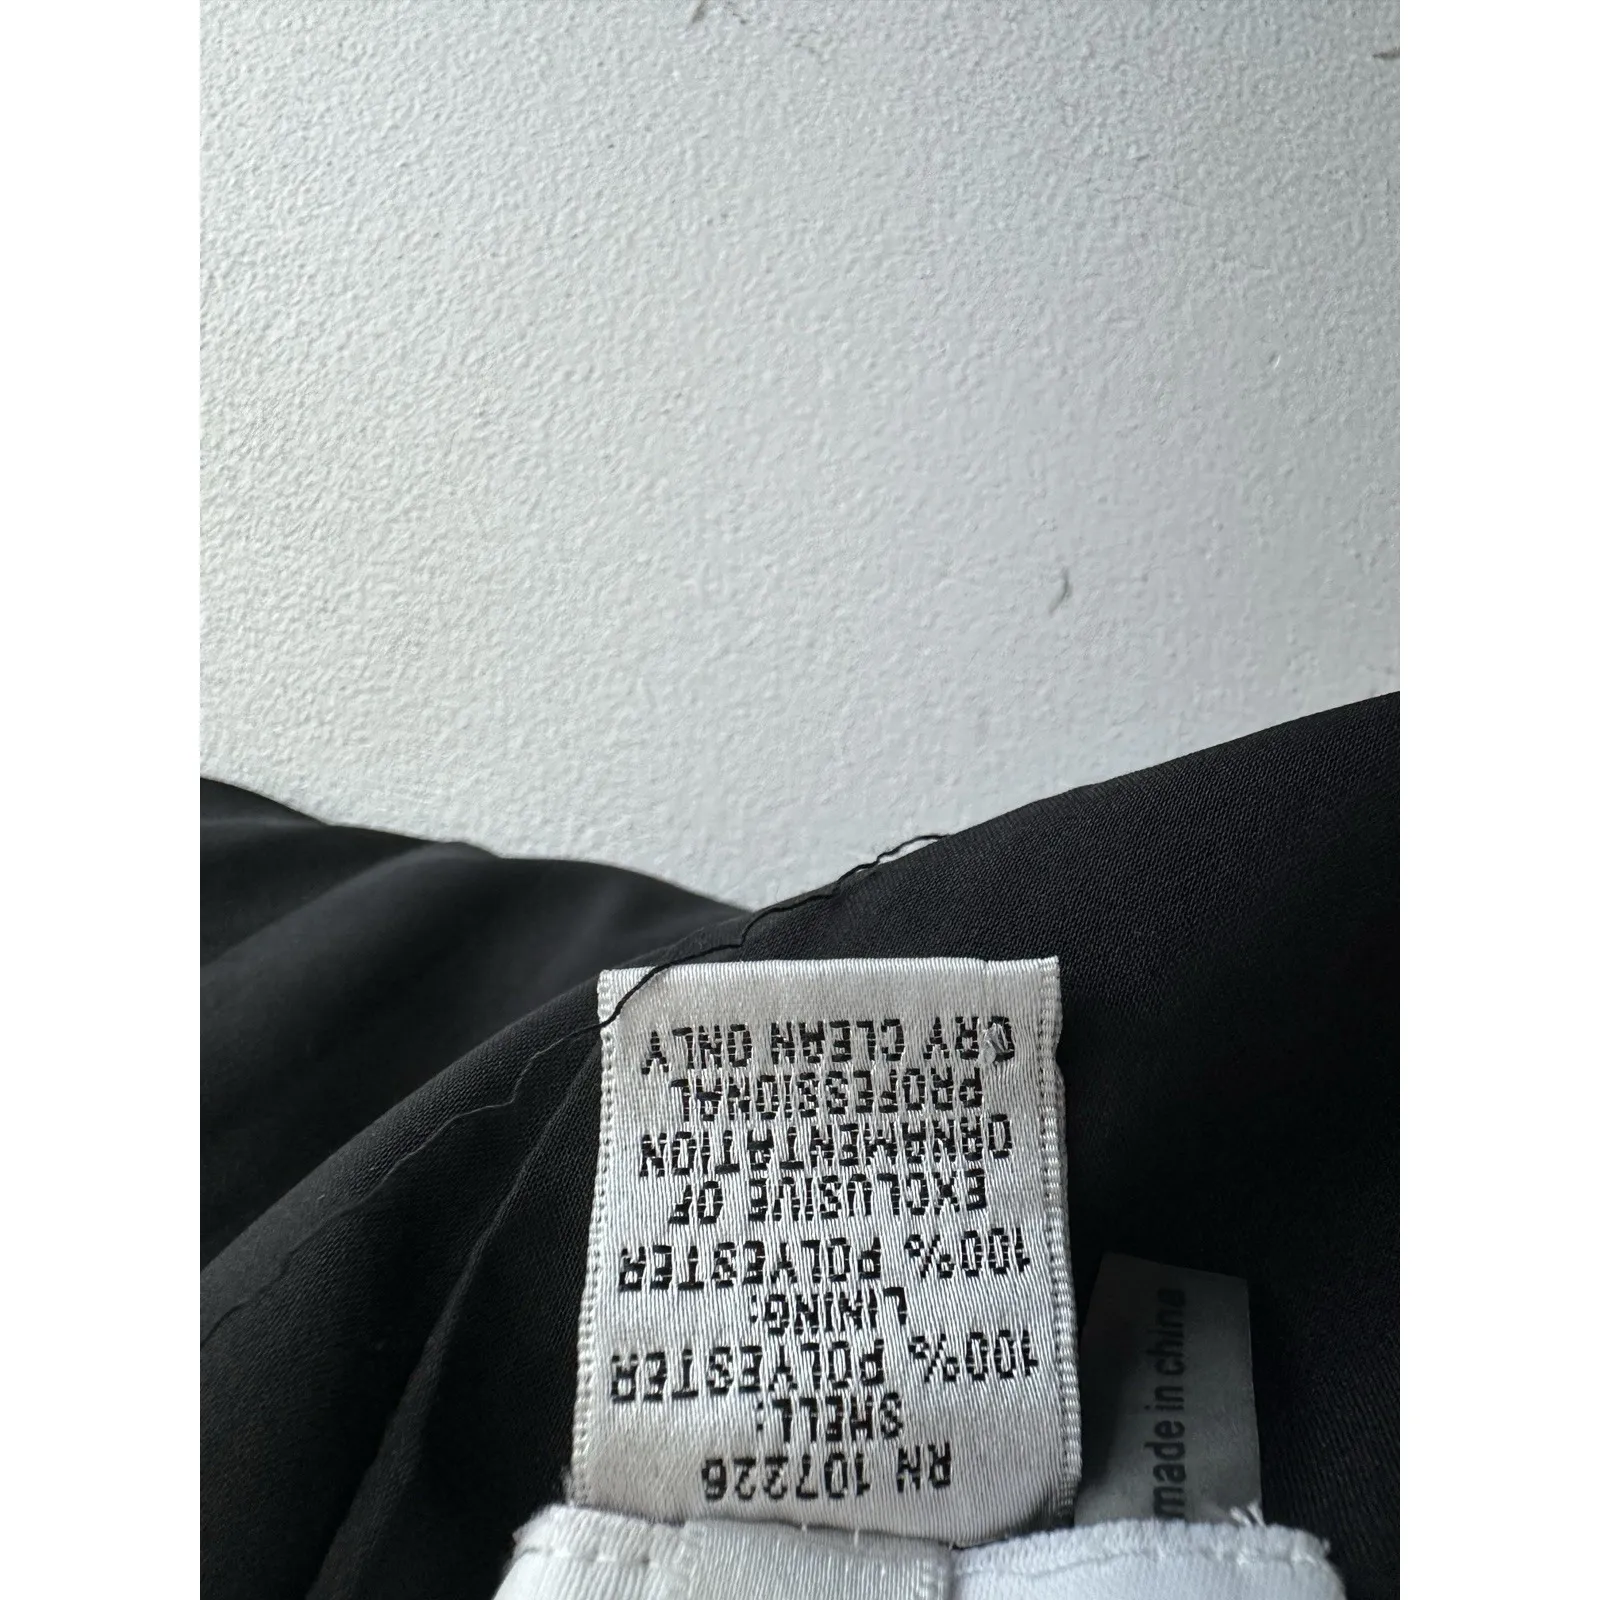 RN 107226
SHELL:
100% POLYESTER
LINING:
100% POLYESTER
EXCLUSIVE OF
ORNAMENTATION
PROFESSIONAL
DRY CLEAN ONLY
made in china